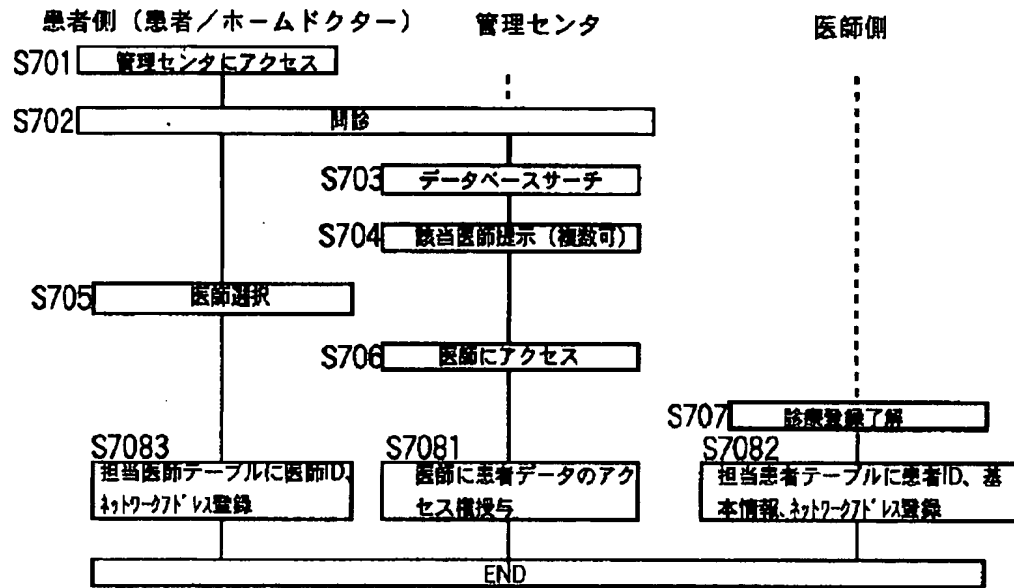 患者側（患者／ホームドクター）
管理センタ
医師側
S701
管理センタにアクセス
S702
問診
S703
データベースサーチ
S704
該当医師提示（複数可）
S705
医師選択
S706
医師にアクセス
S707
診療登録了解
S7083
担当医師テーブルに医師ID、
ネットワークアドレス登録
S7081
医師に患者データのアク
セス権授与
S7082
担当患者テーブルに患者ID、基
本情報、ネットワークアドレス登録
END